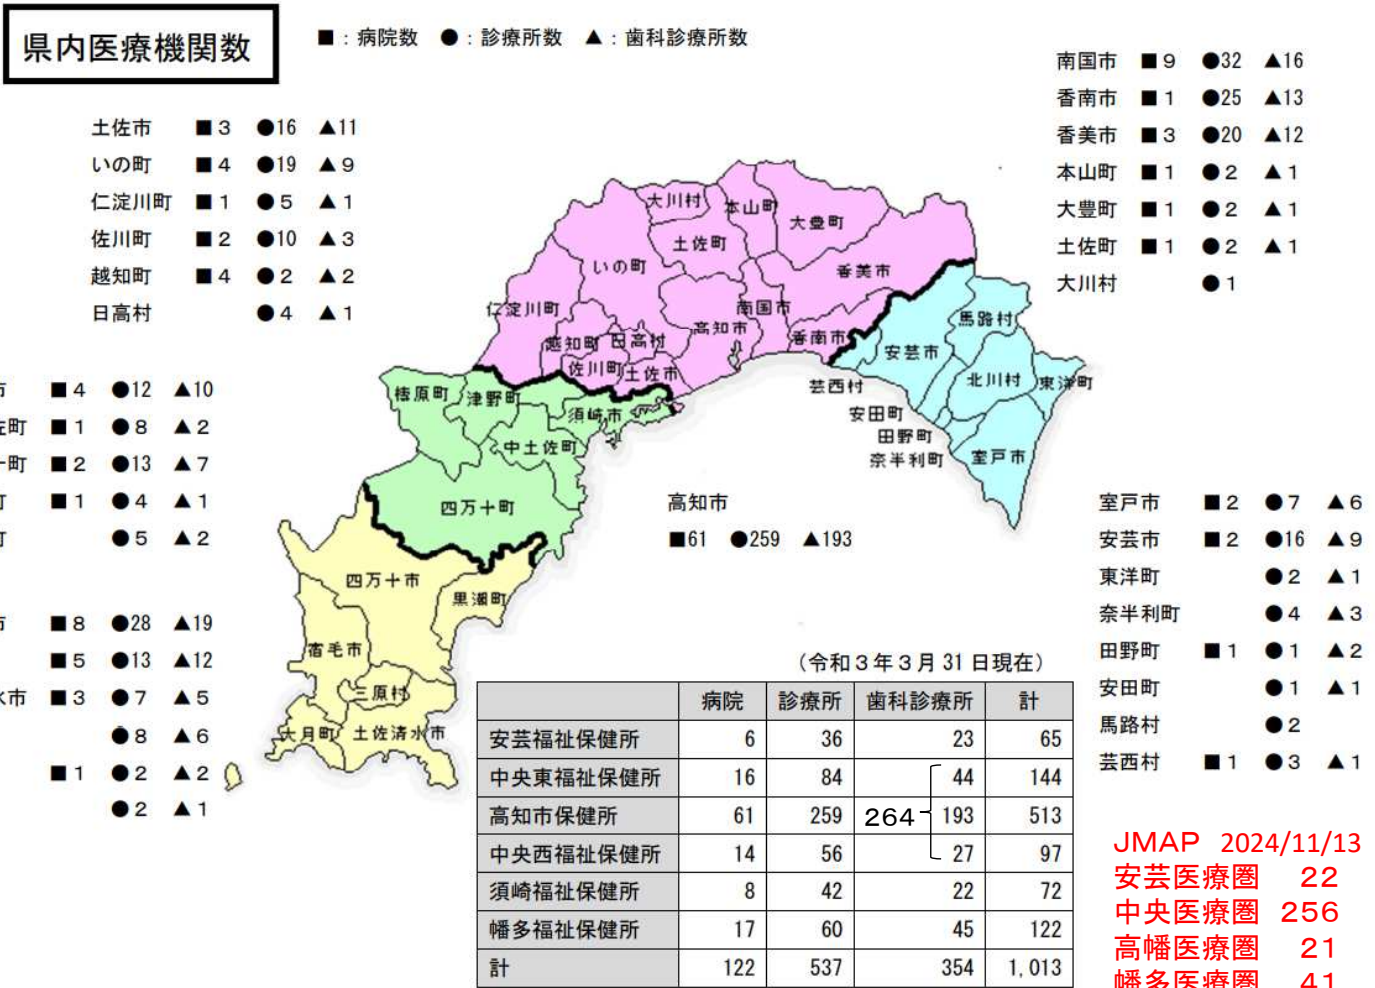 県内医療機関数
■：病院数 ●：診療所数 ▲：歯科診療所数
土佐市 ■3 ●16 ▲11
いの町 ■4 ●19 ▲9
仁淀川町 ■1 ●5 ▲1
佐川町 ■2 ●10 ▲3
越知町 ■4 ●2 ▲2
日高村 ●4 ▲1
南国市 ■9 ●32 ▲16
香南市 ■1 ●25 ▲13
香美市 ■3 ●20 ▲12
本山町 ■1 ●2 ▲1
大豊町 ■1 ●2 ▲1
土佐町 ■1 ●2 ▲1
大川村 ●1
■4 ●12 ▲10
町 ■1 ●8 ▲2
町 ■2 ●13 ▲7
■1 ●4 ▲1
●5 ▲2
■8 ●28 ▲19
■5 ●13 ▲12
水市 ■3 ●7 ▲5
●8 ▲6
■1 ●2 ▲2
●2 ▲1
大川村
本山町
大豊町
土佐町
いの町
香美市
仁淀川町
南国市
高知市
香南市
越知町
日高村
佐川町
土佐市
馬路村
安芸市
北川村
東洋町
芸西村
安田町
田野町
奈半利町
室戸市
梼原町
津野町
須崎市
中土佐町
四万十町
四万十市
黒潮町
宿毛市
三原村
大月町
土佐清水市
高知市
■61 ●259 ▲193
室戸市 ■2 ●7 ▲6
安芸市 ■2 ●16 ▲9
東洋町 ●2 ▲1
奈半利町 ●4 ▲3
田野町 ■1 ●1 ▲2
安田町 ●1 ▲1
馬路村 ●2
芸西村 ■1 ●3 ▲1
（令和３年３月31日現在）
病院 診療所 歯科診療所 計
安芸福祉保健所 6 36 23 65
中央東福祉保健所 16 84 44 144
高知市保健所 61 259 264 193 513
中央西福祉保健所 14 56 27 97
須崎福祉保健所 8 42 22 72
幡多福祉保健所 17 60 45 122
計 122 537 354 1,013
JMAP 2024/11/13
安芸医療圏 22
中央医療圏 256
高幡医療圏 21
幡多医療圏 41